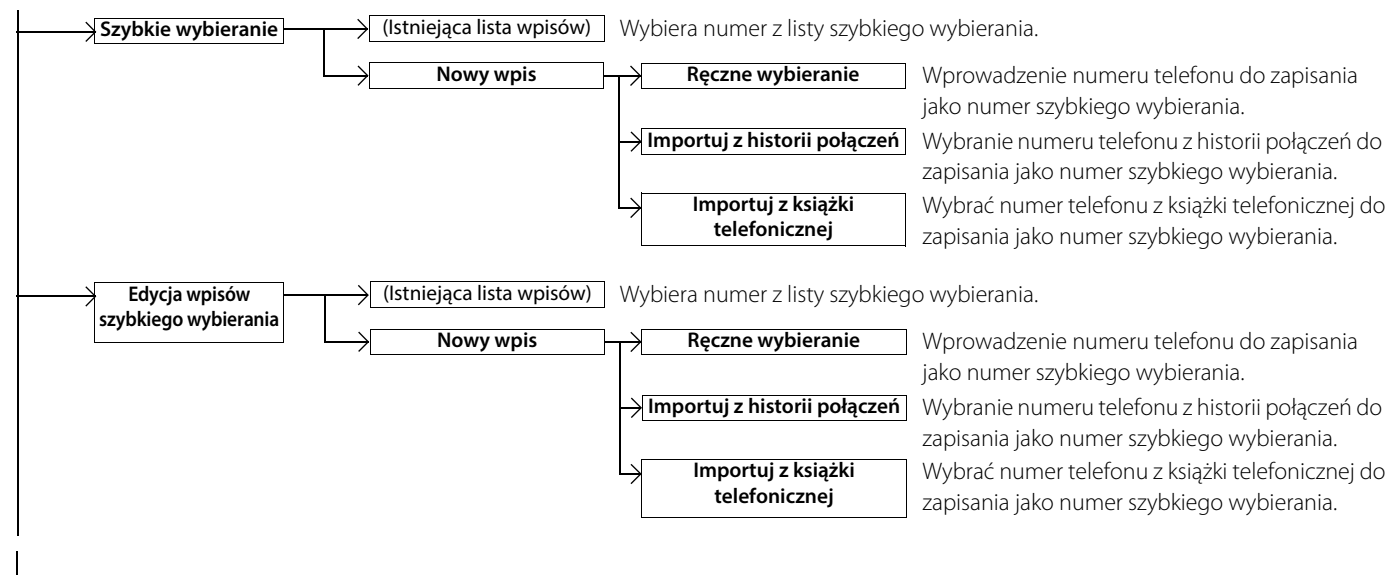 Szybkie wybieranie
(Istniejąca lista wpisów)
Wybiera numer z listy szybkiego wybierania.
Nowy wpis
Ręczne wybieranie
Wprowadzenie numeru telefonu do zapisania
jako numer szybkiego wybierania.
Importuj z historii połączeń
Wybranie numeru telefonu z historii połączeń do
zapisania jako numer szybkiego wybierania.
Importuj z książki
telefonicznej
Wybrać numer telefonu z książki telefonicznej do
zapisania jako numer szybkiego wybierania.
Edycja wpisów
szybkiego wybierania
(Istniejąca lista wpisów)
Wybiera numer z listy szybkiego wybierania.
Nowy wpis
Ręczne wybieranie
Wprowadzenie numeru telefonu do zapisania
jako numer szybkiego wybierania.
Importuj z historii połączeń
Wybranie numeru telefonu z historii połączeń do
zapisania jako numer szybkiego wybierania.
Importuj z książki
telefonicznej
Wybrać numer telefonu z książki telefonicznej do
zapisania jako numer szybkiego wybierania.